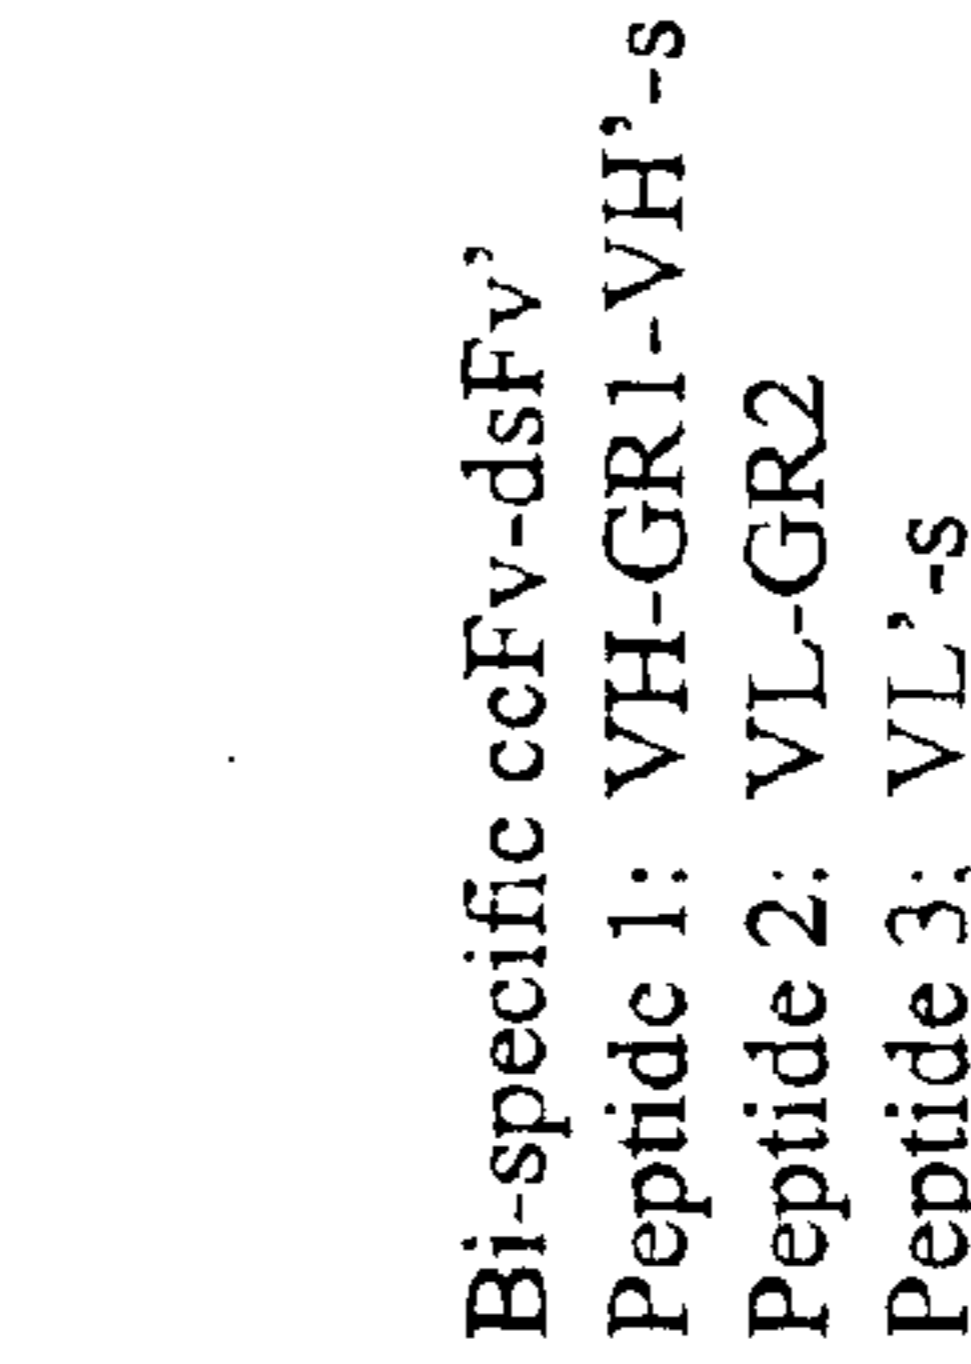 Bi-specific ccFv-dsFv’
Peptide 1: VH-GR1-VH’-s
Peptide 2: VL-GR2
Peptide 3: VL’-s